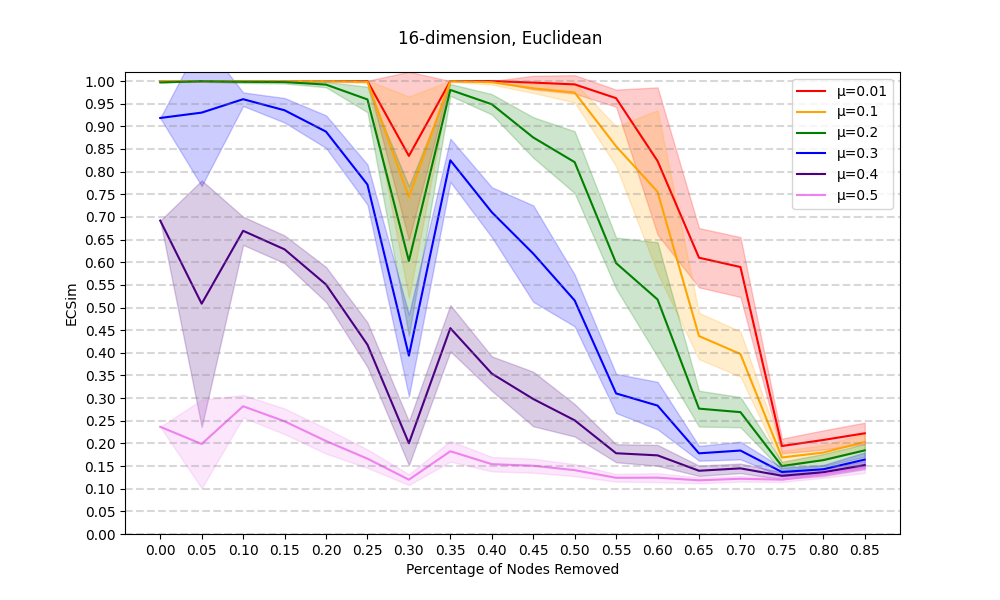 16-dimension, Euclidean
ECSim
1.00
0.95
0.90
0.85
0.80
0.75
0.70
0.65
0.60
0.55
0.50
0.45
0.40
0.35
0.30
0.25
0.20
0.15
0.10
0.05
0.00
μ=0.01
μ=0.1
μ=0.2
μ=0.3
μ=0.4
μ=0.5
0.00 0.05 0.10 0.15 0.20 0.25 0.30 0.35 0.40 0.45 0.50 0.55 0.60 0.65 0.70 0.75 0.80 0.85
Percentage of Nodes Removed